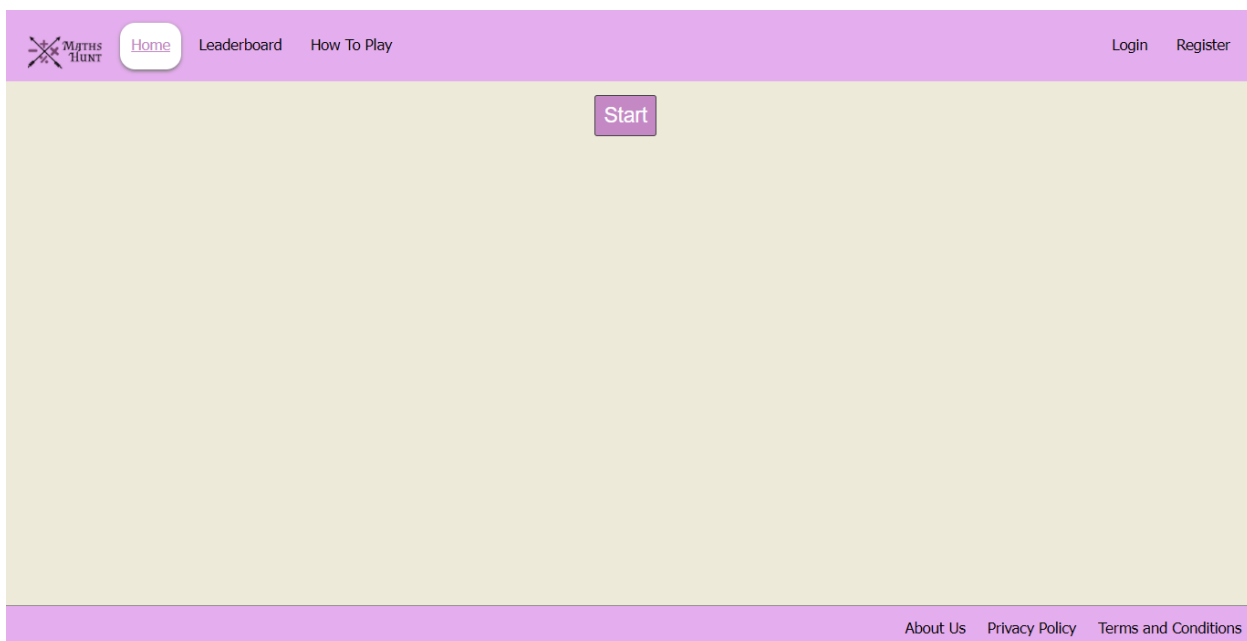 Maths
Hunt
Home Leaderboard How To Play Login Register
Start
About Us Privacy Policy Terms and Conditions